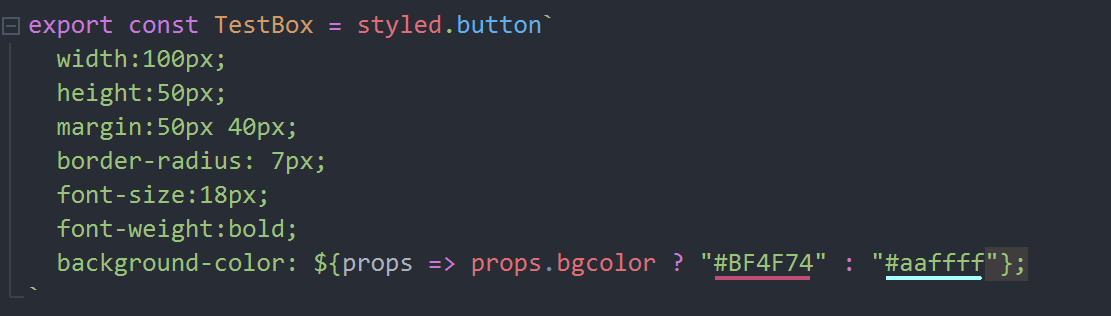 export const TestBox = styled.button`
width:100px;
height:50px;
margin:50px 40px;
border-radius: 7px;
font-size:18px;
font-weight:bold;
background-color: ${props => props.bgcolor ? "#BF4F74" : "#aaffff"};
`